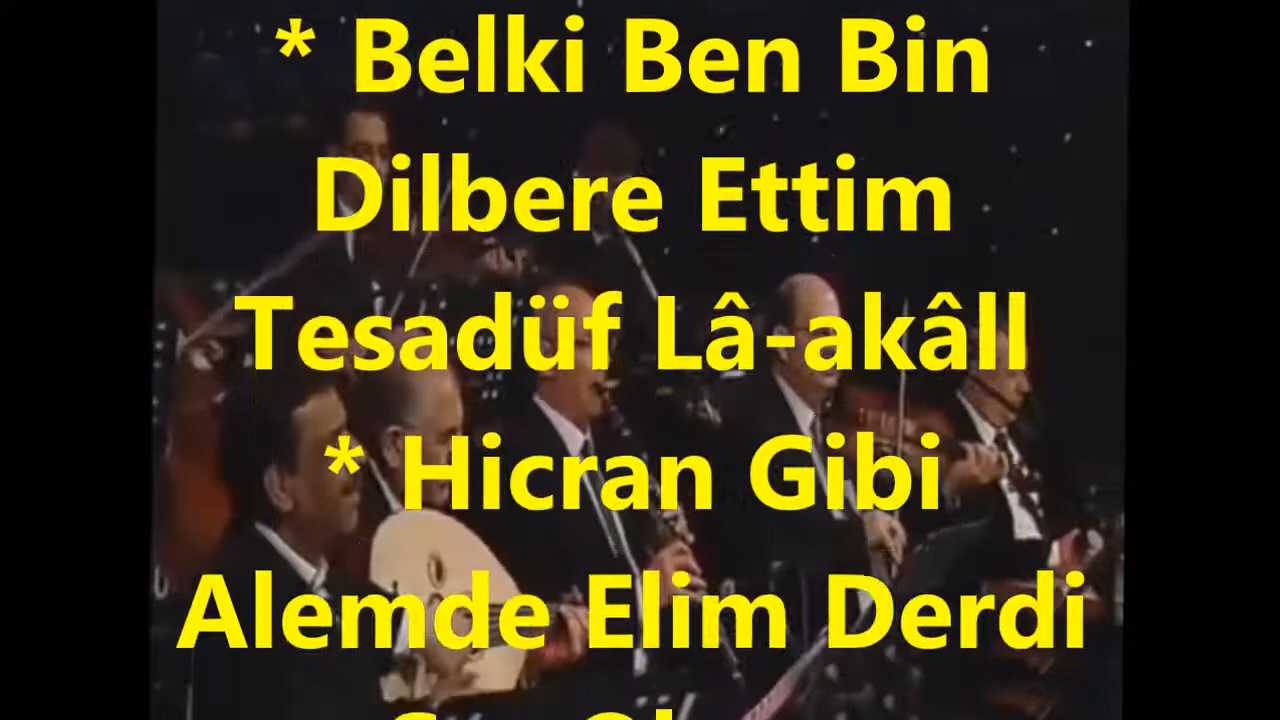 * Belki Ben Bin
Dilbere Ettim
Tesadüf Lâ-akâll
* Hicran Gibi
Alemde Elim Derdi